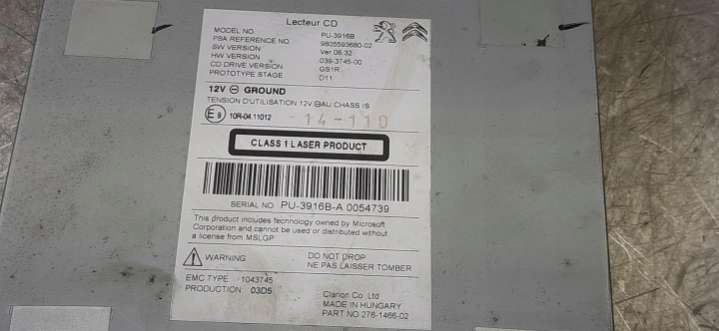 Lecteur CD
MODEL NO PU-3916B
PSA REFERENCE NO 9805593680-02
SW VERSION Ver 06.32
HW VERSION 039-3745-00
CD DRIVE VERSION GS1R
PROTOTYPE STAGE D11
12V ⊖ GROUND
TENSION D'UTILISATION 12V ⊖AU CHASSIS
10R-04 11012
14-110
CLASS 1 LASER PRODUCT
SERIAL NO PU-3916B-A 0054739
This product includes technology owned by Microsoft
Corporation and cannot be used or distributed without
a license from MSLGP
WARNING DO NOT DROP
NE PAS LAISSER TOMBER
EMC TYPE 1043745
PRODUCTION 03D5
Clarion Co. Ltd
MADE IN HUNGARY
PART NO 276-1466-02